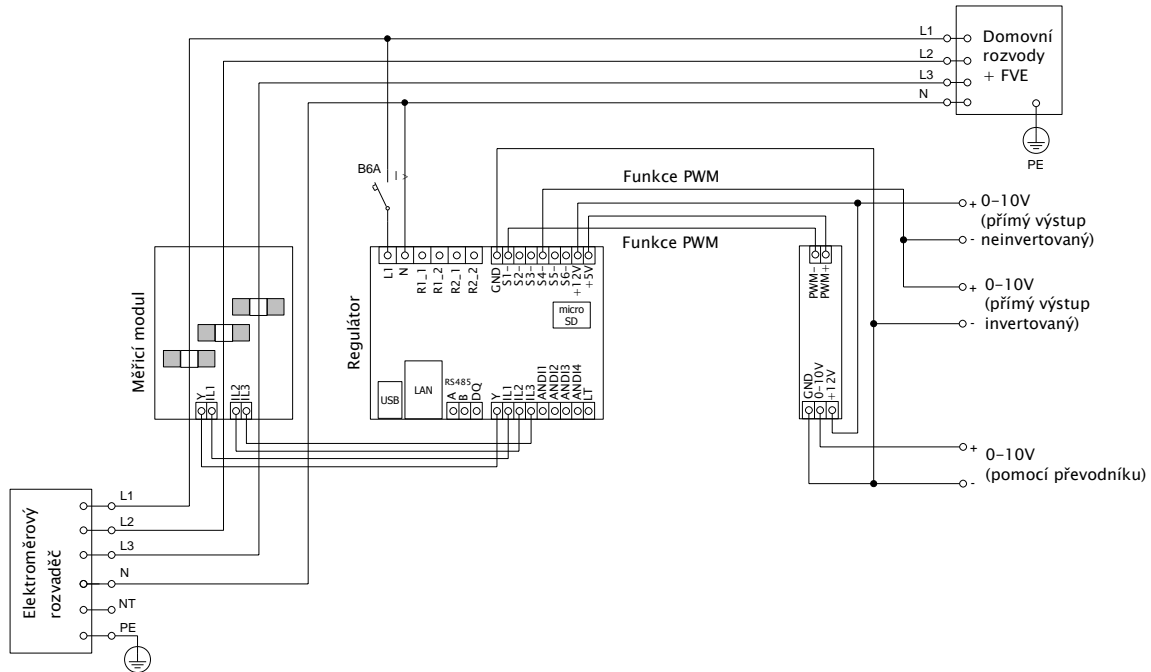 L1
L2
L3
N
Domovní
rozvody
+ FVE
PE
B6A
I >
Funkce PWM
Funkce PWM
+ 0-10V
(přímý výstup
- neinvertovaný)
+ 0-10V
(přímý výstup
- invertovaný)
Měřicí modul
Y
IL1
IL2
IL3
Regulátor
L1
N
R1_1
R1_2
R2_1
R2_2
GND
S1-
S2-
S3-
S4-
S5-
S6-
+12V
+5V
micro
SD
USB
LAN
RS485
A
B
DQ
Y
IL1
IL2
IL3
ANDI1
ANDI2
ANDI3
ANDI4
LT
PWM-
PWM+
GND
0-10V
+12V
+ 0-10V
- (pomocí převodníku)
Elektroměrový
rozvaděč
L1
L2
L3
N
NT
PE